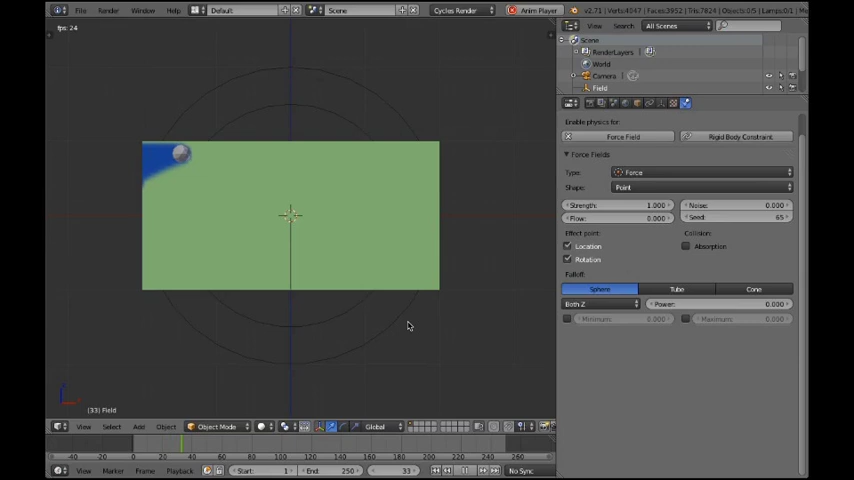 File Render Window Help Default Scene Cycles Render Anim Player v2.71 | Verts:4047 | Faces:3952 | Tris:7824 | Objects:0/5 | Lamps:0/1 | M
fps: 24
View Search All Scenes
Scene
RenderLayers
World
Camera
Field
Enable physics for:
Force Field Rigid Body Constraint
Force Fields
Type: Force
Shape: Point
Strength: 1.000 Noise: 0.000
Flow: 0.000 Seed: 65
Effect point: Collision:
Location Absorption
Rotation
Falloff:
Sphere Tube Cone
Both Z Power: 0.000
Minimum: 0.000 Maximum: 0.000
(33) Field
View Select Add Object Object Mode Global
-40 -20 0 20 40 60 80 100 120 140 160 180 200 220 240 260 280
View Marker Frame Playback Start: 1 End: 250 33 No Sync